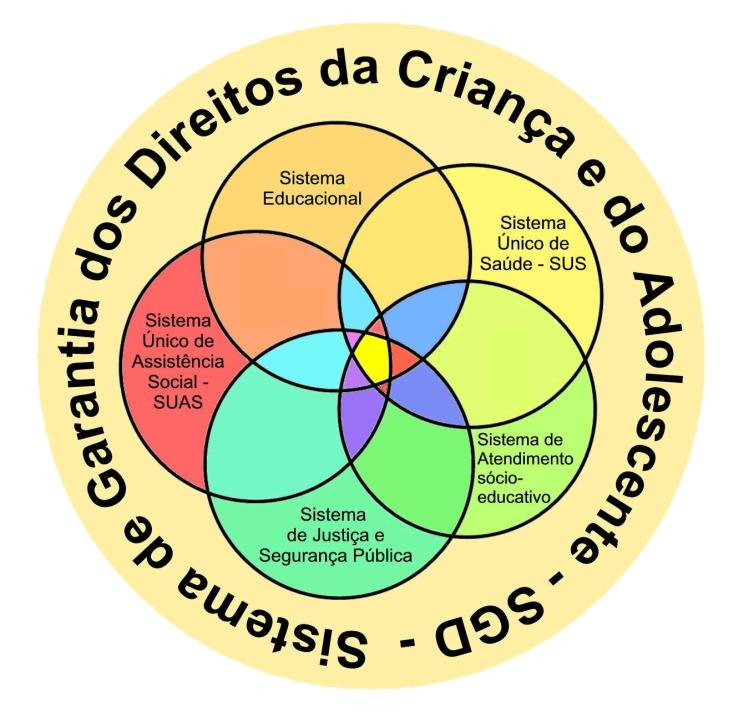 Sistema de Garantia dos Direitos da Criança e do Adolescente - SGD -
Sistema
Educacional
Sistema
Único de
Saúde - SUS
Sistema
Único de
Assistência
Social -
SUAS
Sistema de
Atendimento
sócio-
educativo
Sistema
de Justiça e
Segurança Pública